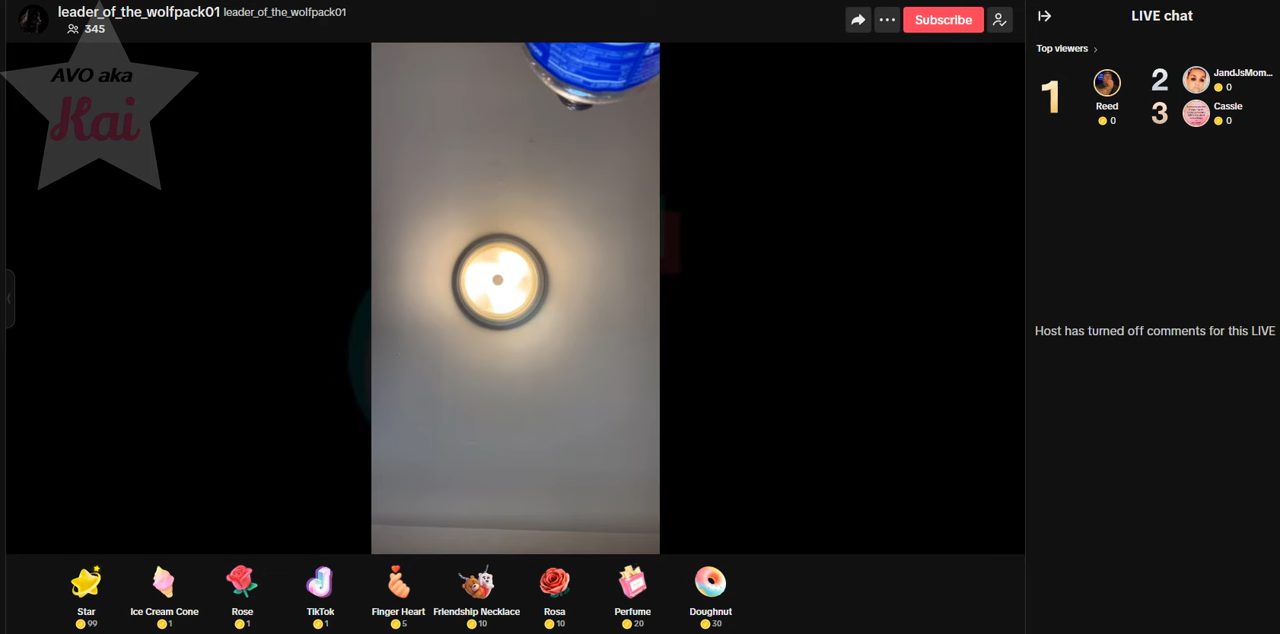 leader_of_the_wolfpack01 leader_of_the_wolfpack01
345
Subscribe
AVO aka
Kai
LIVE chat
Top viewers
1
Reed
0
2
JandJsMom...
0
3
Cassie
0
Host has turned off comments for this LIVE
Star
99
Ice Cream Cone
1
Rose
1
TikTok
1
Finger Heart
5
Friendship Necklace
10
Rosa
10
Perfume
20
Doughnut
30